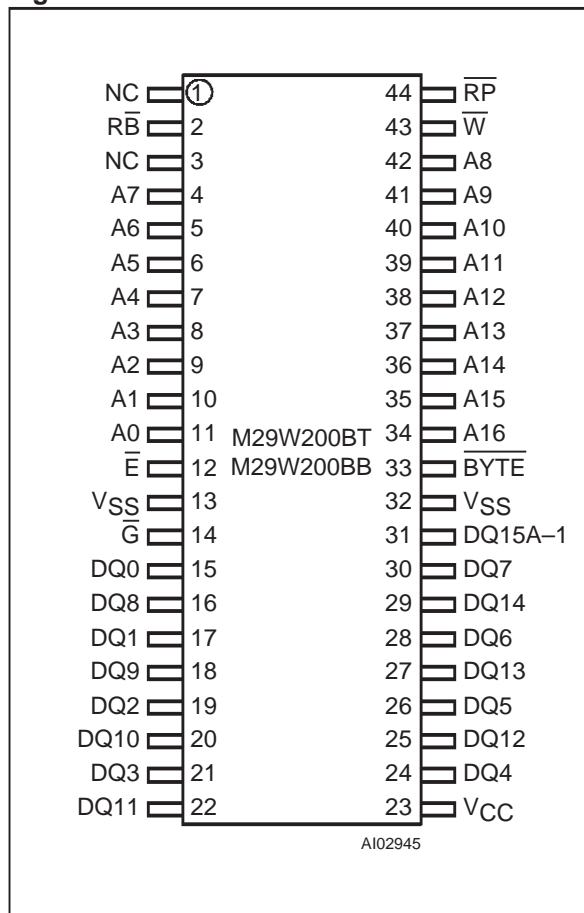 NC 1 44 RP
RB 2 43 W
NC 3 42 A8
A7 4 41 A9
A6 5 40 A10
A5 6 39 A11
A4 7 38 A12
A3 8 37 A13
A2 9 36 A14
A1 10 35 A15
A0 11 M29W200BT 34 A16
E 12 M29W200BB 33 BYTE
VSS 13 32 VSS
G 14 31 DQ15A–1
DQ0 15 30 DQ7
DQ8 16 29 DQ14
DQ1 17 28 DQ6
DQ9 18 27 DQ13
DQ2 19 26 DQ5
DQ10 20 25 DQ12
DQ3 21 24 DQ4
DQ11 22 23 VCC
AI02945